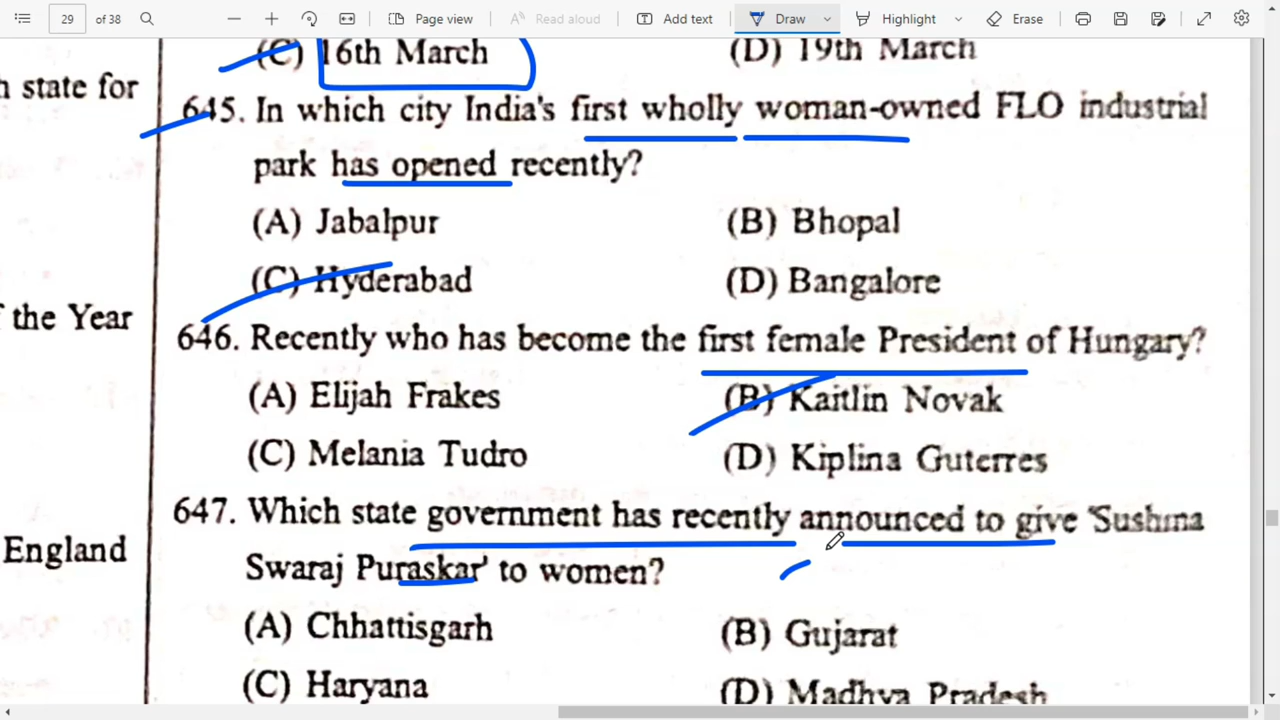 29 of 38 Page view Read aloud Add text Draw Highlight Erase
h state for
the Year
England
(C) 16th March (D) 19th March
645. In which city India's first wholly woman-owned FLO industrial
park has opened recently?
(A) Jabalpur (B) Bhopal
(C) Hyderabad (D) Bangalore
646. Recently who has become the first female President of Hungary?
(A) Elijah Frakes (B) Kaitlin Novak
(C) Melania Tudro (D) Kiplina Guterres
647. Which state government has recently announced to give 'Sushma
Swaraj Puraskar' to women?
(A) Chhattisgarh (B) Gujarat
(C) Haryana (D) Madhya Pradesh